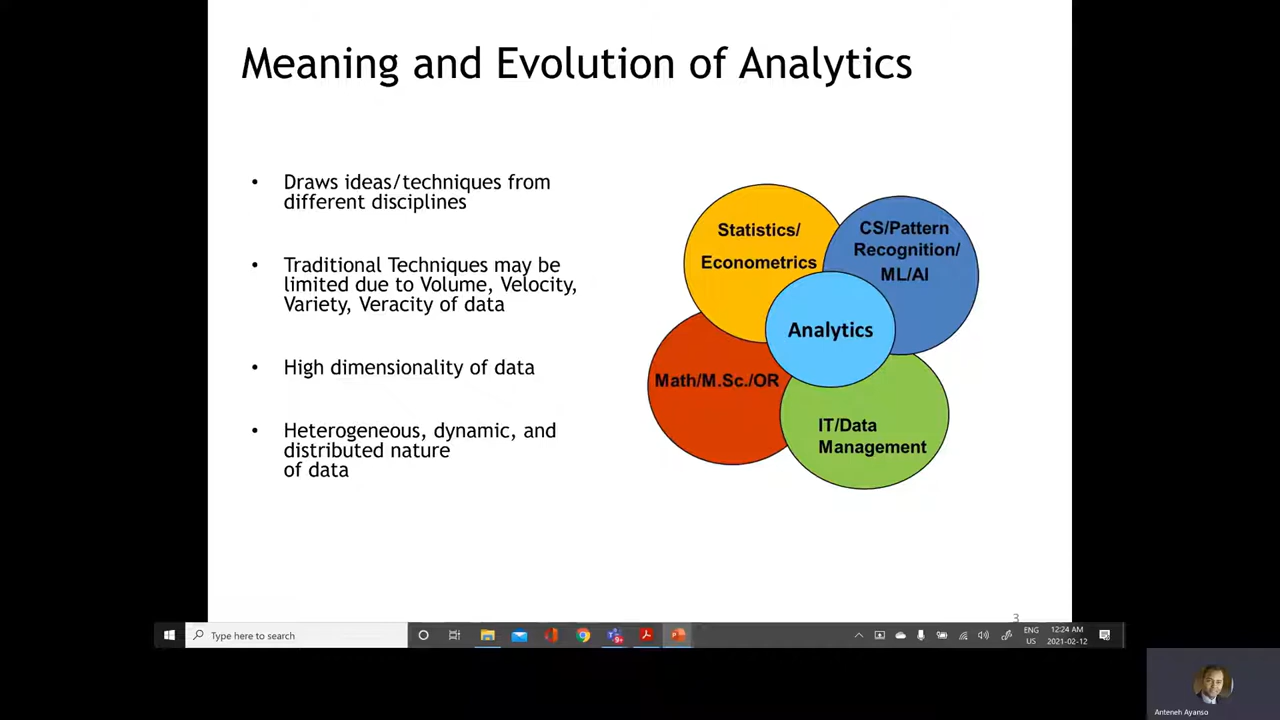 Meaning and Evolution of Analytics
• Draws ideas/techniques from
different disciplines
• Traditional Techniques may be
limited due to Volume, Velocity,
Variety, Veracity of data
• High dimensionality of data
• Heterogeneous, dynamic, and
distributed nature
of data
Statistics/
Econometrics
CS/Pattern
Recognition/
ML/AI
Analytics
Math/M.Sc./OR
IT/Data
Management
3
Type here to search
9+
ENG
US
12:24 AM
2021-02-12
Anteneh Ayanso